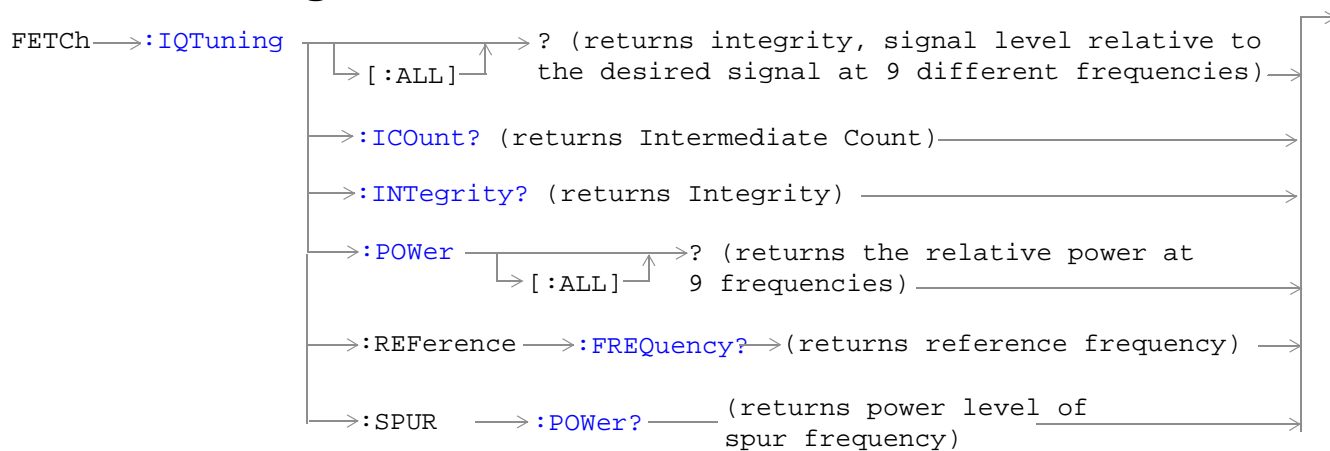 FETCh :IQTuning ? (returns integrity, signal level relative to
[:ALL] the desired signal at 9 different frequencies)
:ICOunt? (returns Intermediate Count)
:INTegrity? (returns Integrity)
:POWer ? (returns the relative power at
[:ALL] 9 frequencies)
:REFerence :FREQuency? (returns reference frequency)
:SPUR :POWer? (returns power level of
spur frequency)